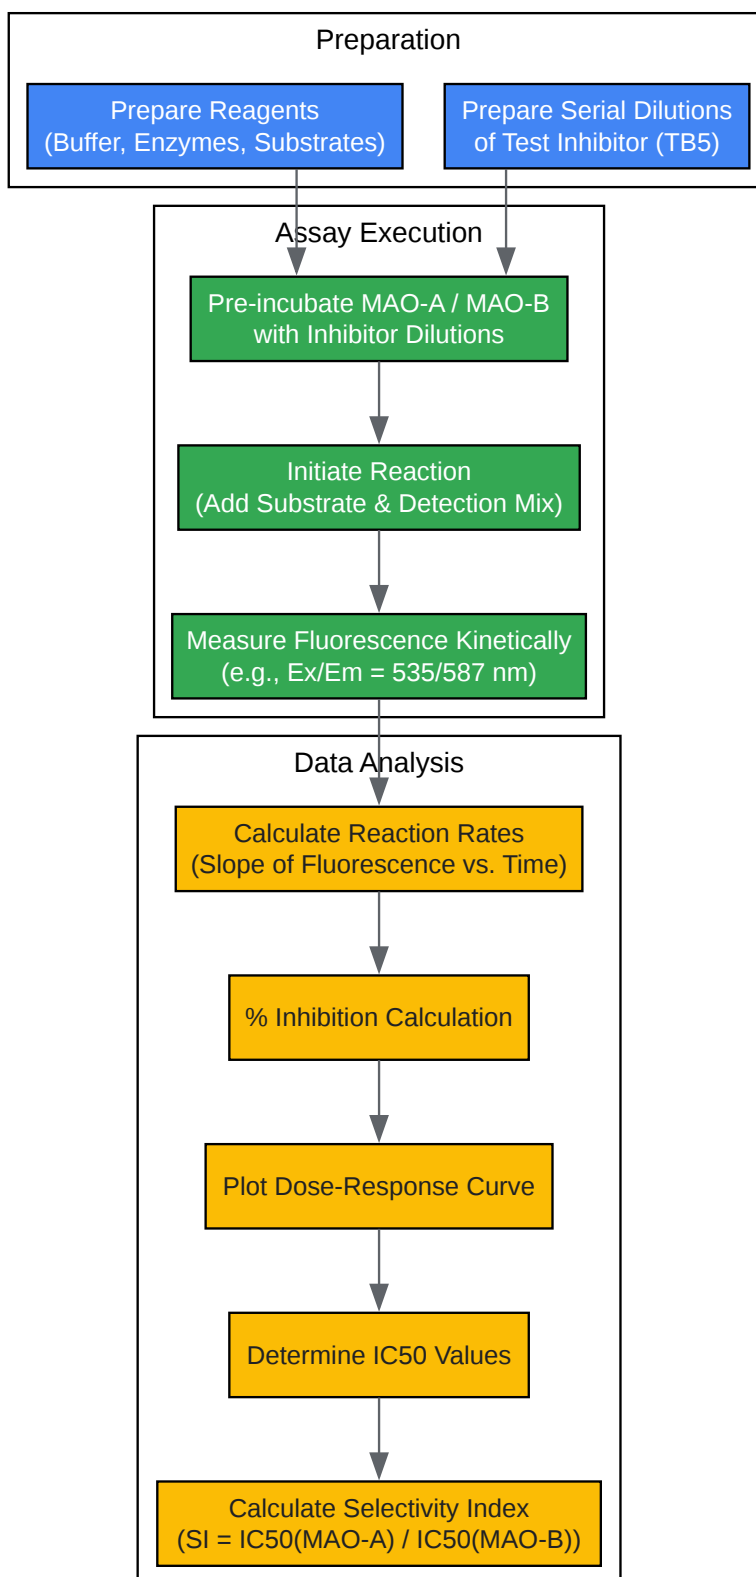 Preparation
Prepare Reagents
(Buffer, Enzymes, Substrates)
Prepare Serial Dilutions
of Test Inhibitor (TB5)
Assay Execution
Pre-incubate MAO-A / MAO-B
with Inhibitor Dilutions
Initiate Reaction
(Add Substrate & Detection Mix)
Measure Fluorescence Kinetically
(e.g., Ex/Em = 535/587 nm)
Data Analysis
Calculate Reaction Rates
(Slope of Fluorescence vs. Time)
% Inhibition Calculation
Plot Dose-Response Curve
Determine IC50 Values
Calculate Selectivity Index
(SI = IC50(MAO-A) / IC50(MAO-B))